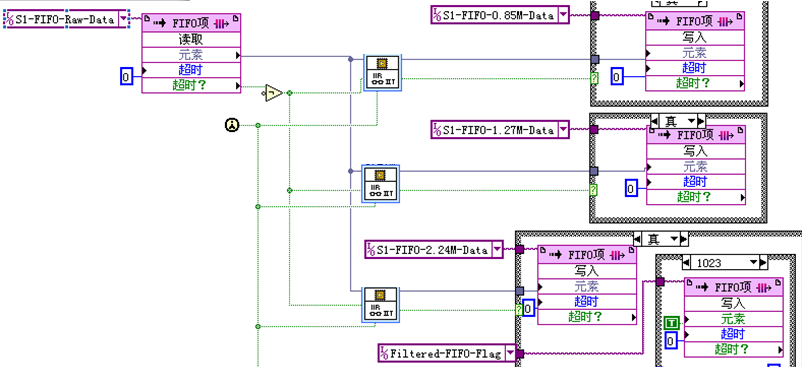 S1-FIFO-Raw-Data
FIFO项
读取
元素
超时
超时?
0
IIR
S1-FIFO-0.85M-Data
FIFO项
写入
元素
超时
超时?
0
?
S1-FIFO-1.27M-Data
真
FIFO项
写入
元素
超时
超时?
0
?
IIR
S1-FIFO-2.24M-Data
真
FIFO项
写入
元素
超时
超时?
0
?
IIR
1023
FIFO项
写入
元素
超时
超时?
T
0
Filtered-FIFO-Flag